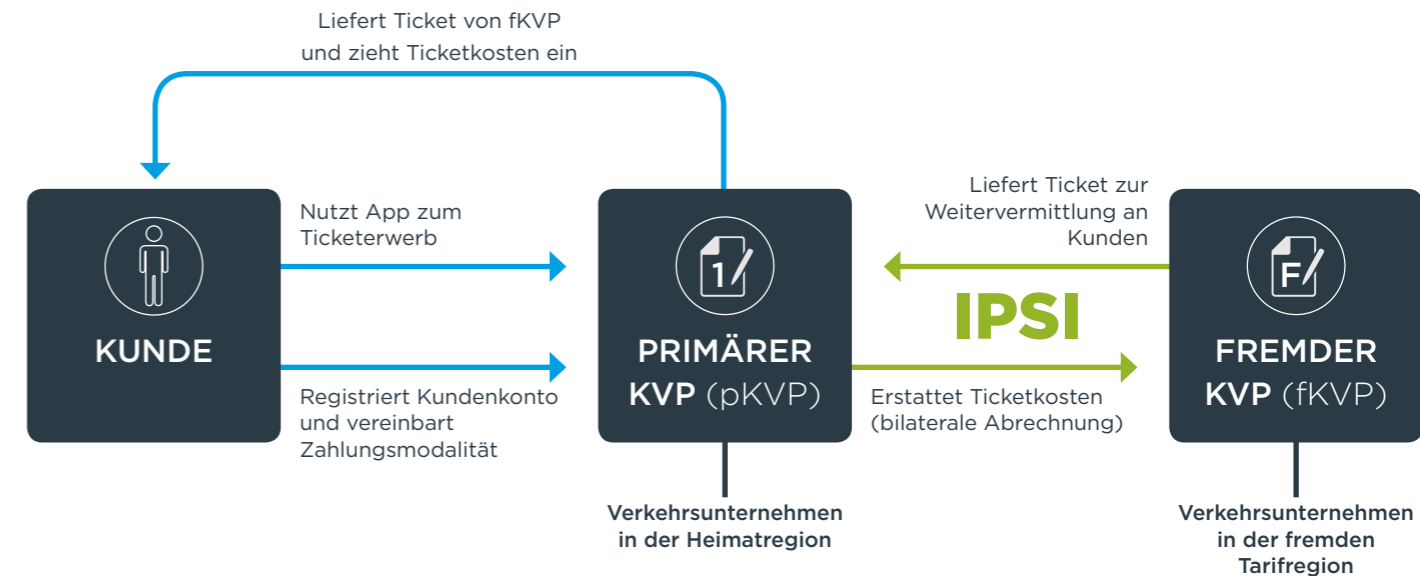 Liefert Ticket von fKVP
und zieht Ticketkosten ein
KUNDE
Nutzt App zum
Ticketerwerb
Registriert Kundenkonto
und vereinbart
Zahlungsmodalität
1
PRIMÄRER
KVP (pKVP)
Verkehrsunternehmen
in der Heimatregion
Liefert Ticket zur
Weitervermittlung an
Kunden
IPSI
Erstattet Ticketkosten
(bilaterale Abrechnung)
F
FREMDER
KVP (fKVP)
Verkehrsunternehmen
in der fremden
Tarifregion